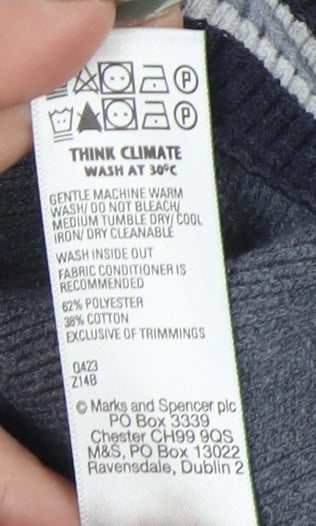 P
P
THINK CLIMATE
WASH AT 30ºC
GENTLE MACHINE WARM
WASH/ DO NOT BLEACH/
MEDIUM TUMBLE DRY/ COOL
IRON/ DRY CLEANABLE
WASH INSIDE OUT
FABRIC CONDITIONER IS
RECOMMENDED
62% POLYESTER
38% COTTON
EXCLUSIVE OF TRIMMINGS
0423
Z14B
© Marks and Spencer plc
PO Box 3339
Chester CH99 9QS
M&S, PO Box 13022
Ravensdale, Dublin 2